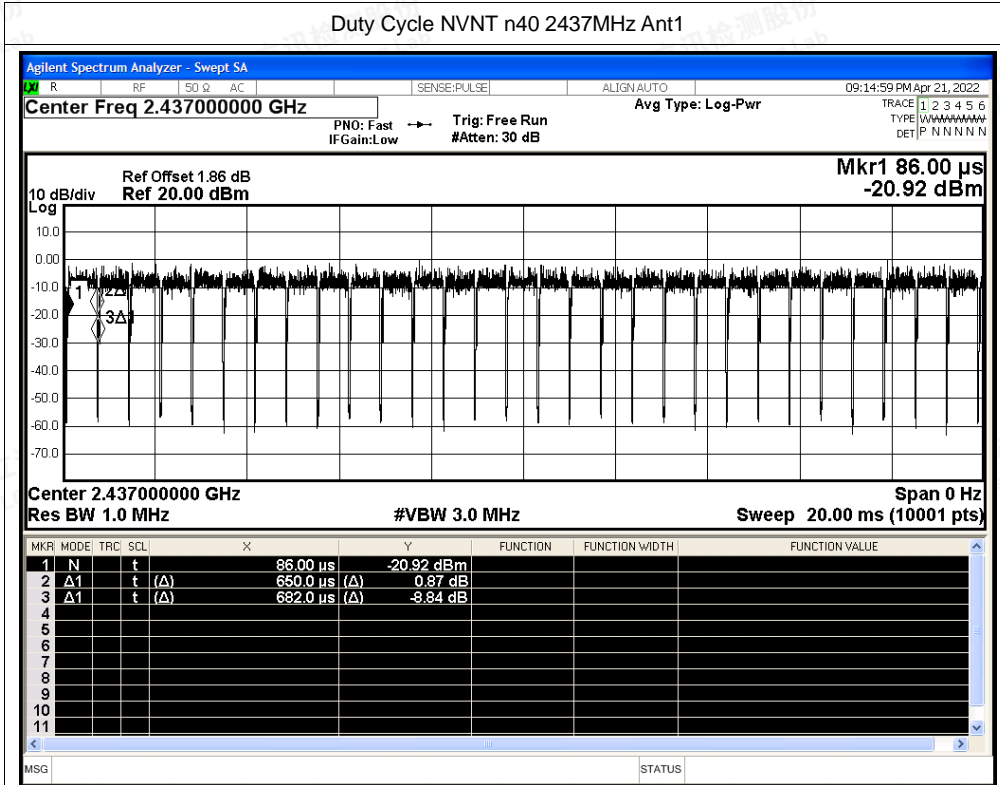 Duty Cycle NVNT n40 2437MHz Ant1
Agilent Spectrum Analyzer - Swept SA
LXI R RF 50 Ω AC SENSE:PULSE ALIGN AUTO 09:14:59 PM Apr 21, 2022
Center Freq 2.437000000 GHz Avg Type: Log-Pwr TRACE 1 2 3 4 5 6
PNO: Fast Trig: Free Run TYPE
IFGain:Low #Atten: 30 dB DET P N N N N N
Mkr1 86.00 µs
Ref Offset 1.86 dB
10 dB/div Ref 20.00 dBm -20.92 dBm
Log
10.0
0.00
-10.0
1 2Δ1
-20.0
3Δ1
-30.0
-40.0
-50.0
-60.0
-70.0
Center 2.437000000 GHz Span 0 Hz
Res BW 1.0 MHz #VBW 3.0 MHz Sweep 20.00 ms (10001 pts)
MKR MODE TRC SCL X Y FUNCTION FUNCTION WIDTH FUNCTION VALUE
1 N t 86.00 µs -20.92 dBm
2 Δ1 t (Δ) 650.0 µs (Δ) 0.87 dB
3 Δ1 t (Δ) 682.0 µs (Δ) -8.84 dB
4
5
6
7
8
9
10
11
MSG STATUS